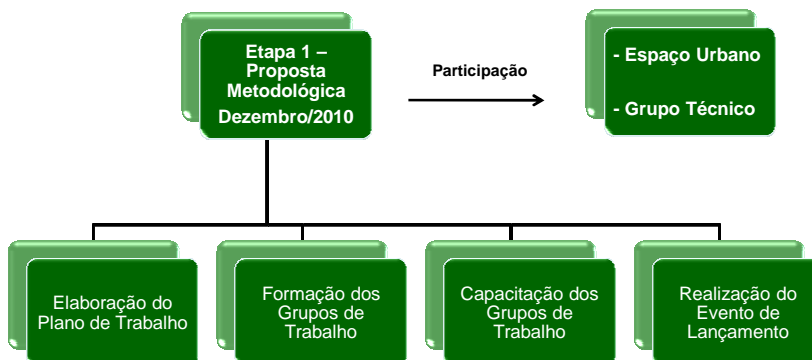 Etapa 1 –
Proposta
Metodológica
Dezembro/2010
Participação
- Espaço Urbano
- Grupo Técnico
Elaboração do
Plano de Trabalho
Formação dos
Grupos de
Trabalho
Capacitação dos
Grupos de
Trabalho
Realização do
Evento de
Lançamento